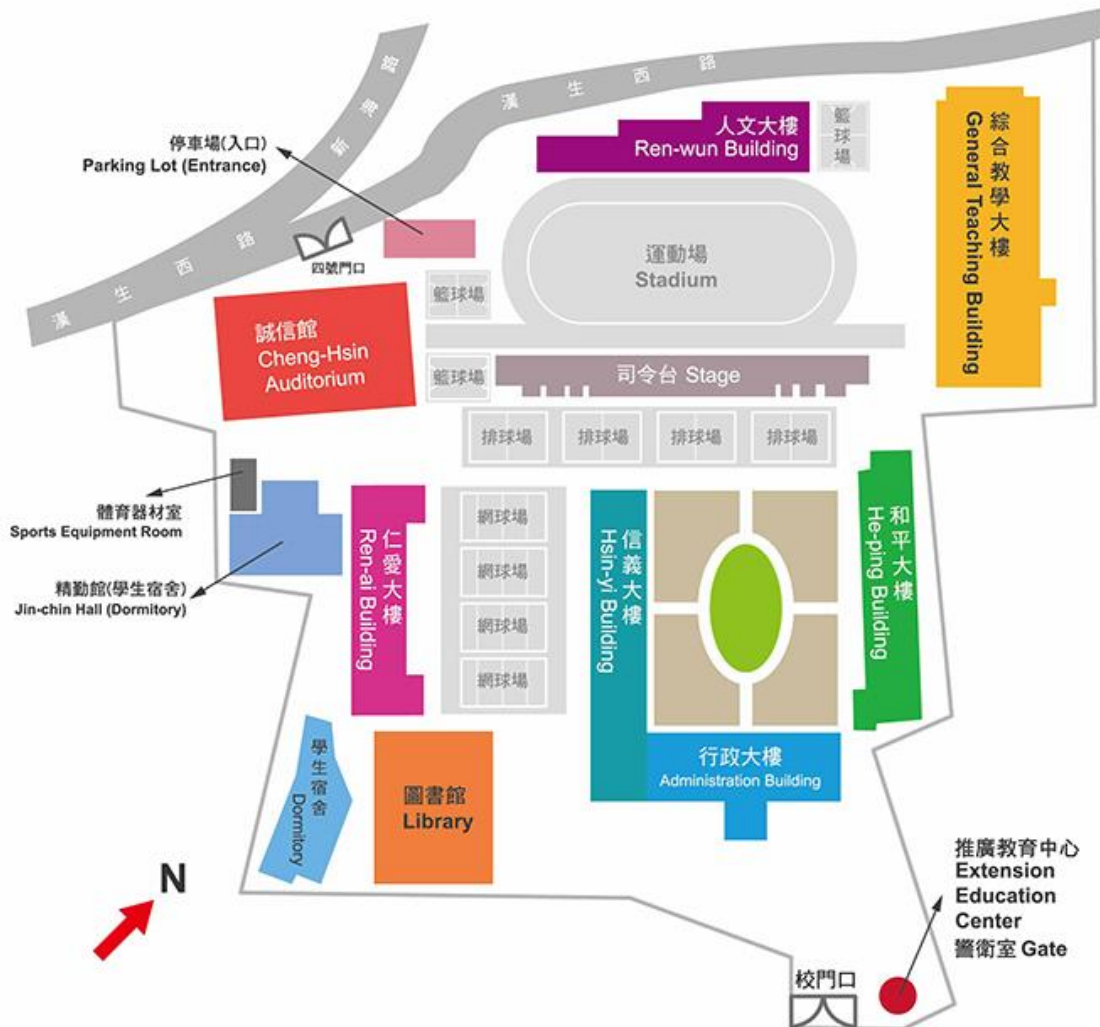 新
興
路
漢
生
西
路
漢
生
西
路
停車場(入口)
Parking Lot (Entrance)
人文大樓
Ren-wun Building
籃
球
場
綜合教學大樓
General Teaching Building
四號門口
運動場
Stadium
籃球場
誠信館
Cheng-Hsin
Auditorium
籃球場
司令台 Stage
排球場
排球場
排球場
排球場
體育器材室
Sports Equipment Room
精勤館(學生宿舍)
Jin-chin Hall (Dormitory)
仁愛大樓
Ren-ai Building
網球場
網球場
網球場
網球場
信義大樓
Hsin-yi Building
和平大樓
He-ping Building
學生宿舍
Dormitory
圖書館
Library
行政大樓
Administration Building
N
推廣教育中心
Extension
Education
Center
警衛室 Gate
校門口